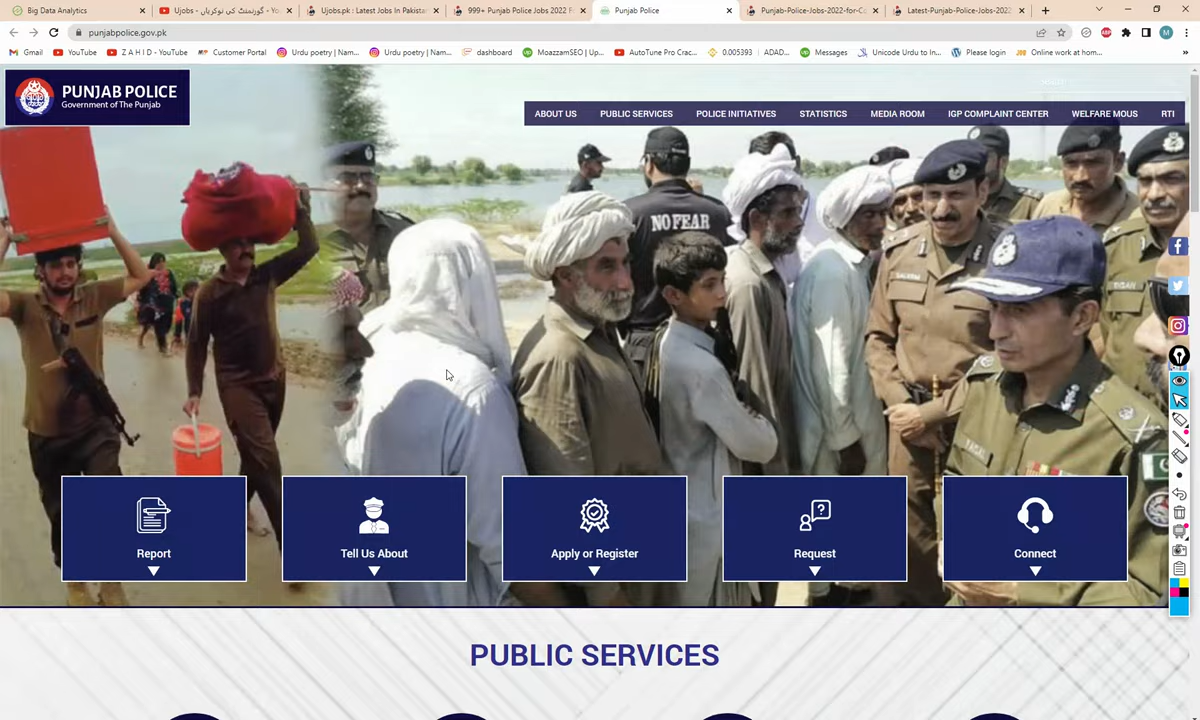 Big Data Analytics
Ujobs - گورنمنٹ کی نوکریاں - Yo
Ujobs.pk : Latest Jobs In Pakistan
999+ Punjab Police Jobs 2022 F
Punjab Police
Punjab-Police-Jobs-2022-for-Co
Latest-Punjab-Police-Jobs-2022
punjabpolice.gov.pk
Gmail
YouTube
Z A H I D - YouTube
Customer Portal
Urdu poetry | Nam...
Urdu poetry | Nam...
dashboard
MoazzamSEO | Up...
AutoTune Pro Crac...
0.005393 | ADAD...
Messages
Unicode Urdu to In...
Please login
Online work at hom...
PUNJAB POLICE
Government of The Punjab
ABOUT US
PUBLIC SERVICES
POLICE INITIATIVES
STATISTICS
MEDIA ROOM
IGP COMPLAINT CENTER
WELFARE MOUS
RTI
NO FEAR
Report
Tell Us About
Apply or Register
Request
Connect
PUBLIC SERVICES